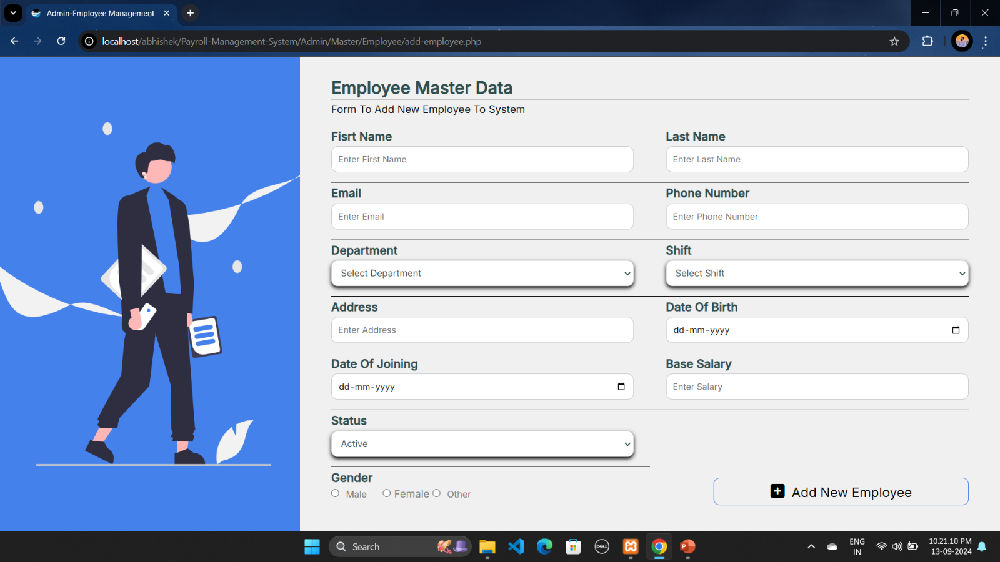 Admin-Employee Management
localhost/abhishek/Payroll-Management-System/Admin/Master/Employee/add-employee.php
Employee Master Data
Form To Add New Employee To System
Fisrt Name
Last Name
Enter First Name
Enter Last Name
Email
Phone Number
Enter Email
Enter Phone Number
Department
Shift
Select Department
Select Shift
Address
Date Of Birth
Enter Address
dd-mm-yyyy
Date Of Joining
Base Salary
dd-mm-yyyy
Enter Salary
Status
Active
Gender
Male Female Other
Add New Employee
Search
DELL
P
ENG
IN
10.21.10 PM
13-09-2024